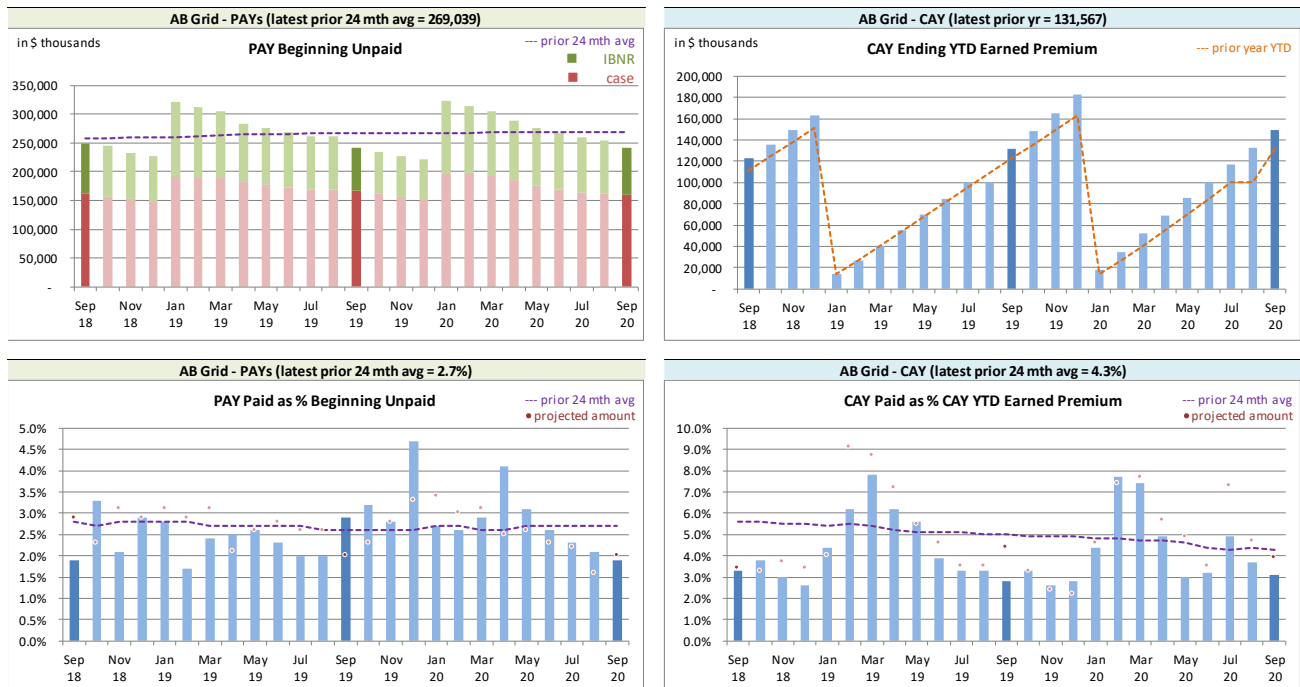 AB Grid - PAYs (latest prior 24 mth avg = 269,039)
in $ thousands
PAY Beginning Unpaid
--- prior 24 mth avg
IBNR
case
350,000
300,000
250,000
200,000
150,000
100,000
50,000
-
Sep Nov Jan Mar May Jul Sep Nov Jan Mar May Jul Sep
18 18 19 19 19 19 19 19 20 20 20 20 20
AB Grid - CAY (latest prior yr = 131,567)
in $ thousands
CAY Ending YTD Earned Premium
--- prior year YTD
200,000
180,000
160,000
140,000
120,000
100,000
80,000
60,000
40,000
20,000
-
Sep Nov Jan Mar May Jul Sep Nov Jan Mar May Jul Sep
18 18 19 19 19 19 19 19 20 20 20 20 20
AB Grid - PAYs (latest prior 24 mth avg = 2.7%)
PAY Paid as % Beginning Unpaid
--- prior 24 mth avg
• projected amount
5.0%
4.5%
4.0%
3.5%
3.0%
2.5%
2.0%
1.5%
1.0%
0.5%
0.0%
Sep Nov Jan Mar May Jul Sep Nov Jan Mar May Jul Sep
18 18 19 19 19 19 19 19 20 20 20 20 20
AB Grid - CAY (latest prior 24 mth avg = 4.3%)
CAY Paid as % CAY YTD Earned Premium
--- prior 24 mth avg
• projected amount
10.0%
9.0%
8.0%
7.0%
6.0%
5.0%
4.0%
3.0%
2.0%
1.0%
0.0%
Sep Nov Jan Mar May Jul Sep Nov Jan Mar May Jul Sep
18 18 19 19 19 19 19 19 20 20 20 20 20